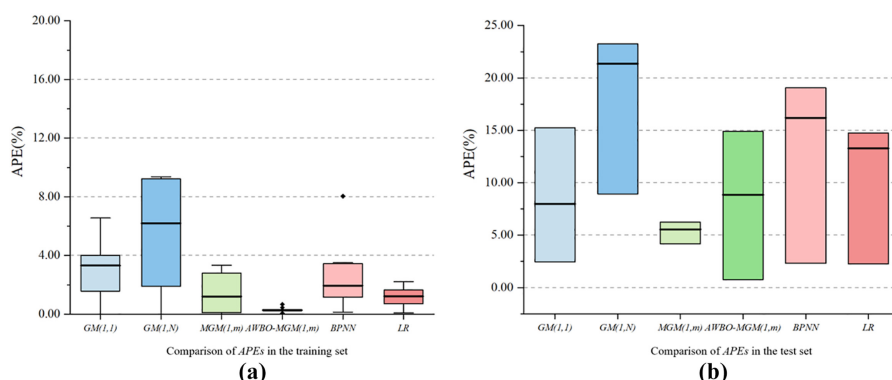 20.00
16.00
12.00
8.00
4.00
0.00
APE(%)
GM(1,1) GM(1,N) MGM(1,m) AWBO-MGM(1,m) BPNN LR
Comparison of APEs in the training set
(a)
25.00
20.00
15.00
10.00
5.00
0.00
APE(%)
GM(1,1) GM(1,N) MGM(1,m) AWBO-MGM(1,m) BPNN LR
Comparison of APEs in the test set
(b)